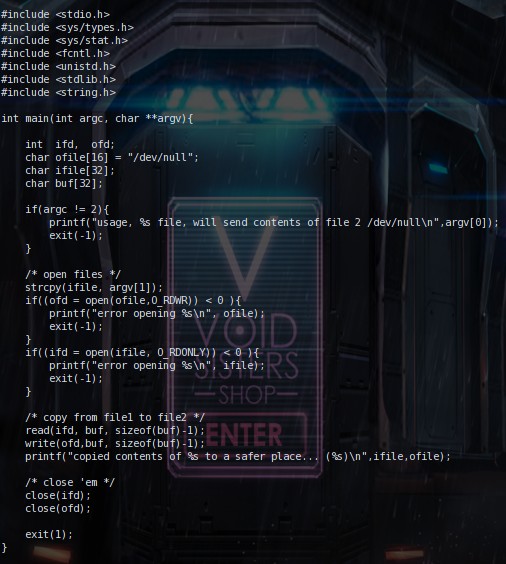 #include <stdio.h>
#include <sys/types.h>
#include <sys/stat.h>
#include <fcntl.h>
#include <unistd.h>
#include <stdlib.h>
#include <string.h>

int main(int argc, char **argv){

    int  ifd,  ofd;
    char ofile[16] = "/dev/null";
    char ifile[32];
    char buf[32];

    if(argc != 2){
        printf("usage, %s file, will send contents of file 2 /dev/null\n",argv[0]);
        exit(-1);
    }

    /* open files */
    strcpy(ifile, argv[1]);
    if((ofd = open(ofile,O_RDWR)) < 0 ){
        printf("error opening %s\n", ofile);
        exit(-1);
    }
    if((ifd = open(ifile, O_RDONLY)) < 0 ){
        printf("error opening %s\n", ifile);
        exit(-1);
    }

    /* copy from file1 to file2 */
    read(ifd, buf, sizeof(buf)-1);
    write(ofd,buf, sizeof(buf)-1);
    printf("copied contents of %s to a safer place... (%s)\n",ifile,ofile);

    /* close 'em */
    close(ifd);
    close(ofd);

    exit(1);
}
V
VOID
SISTERS
SHOP
ENTER